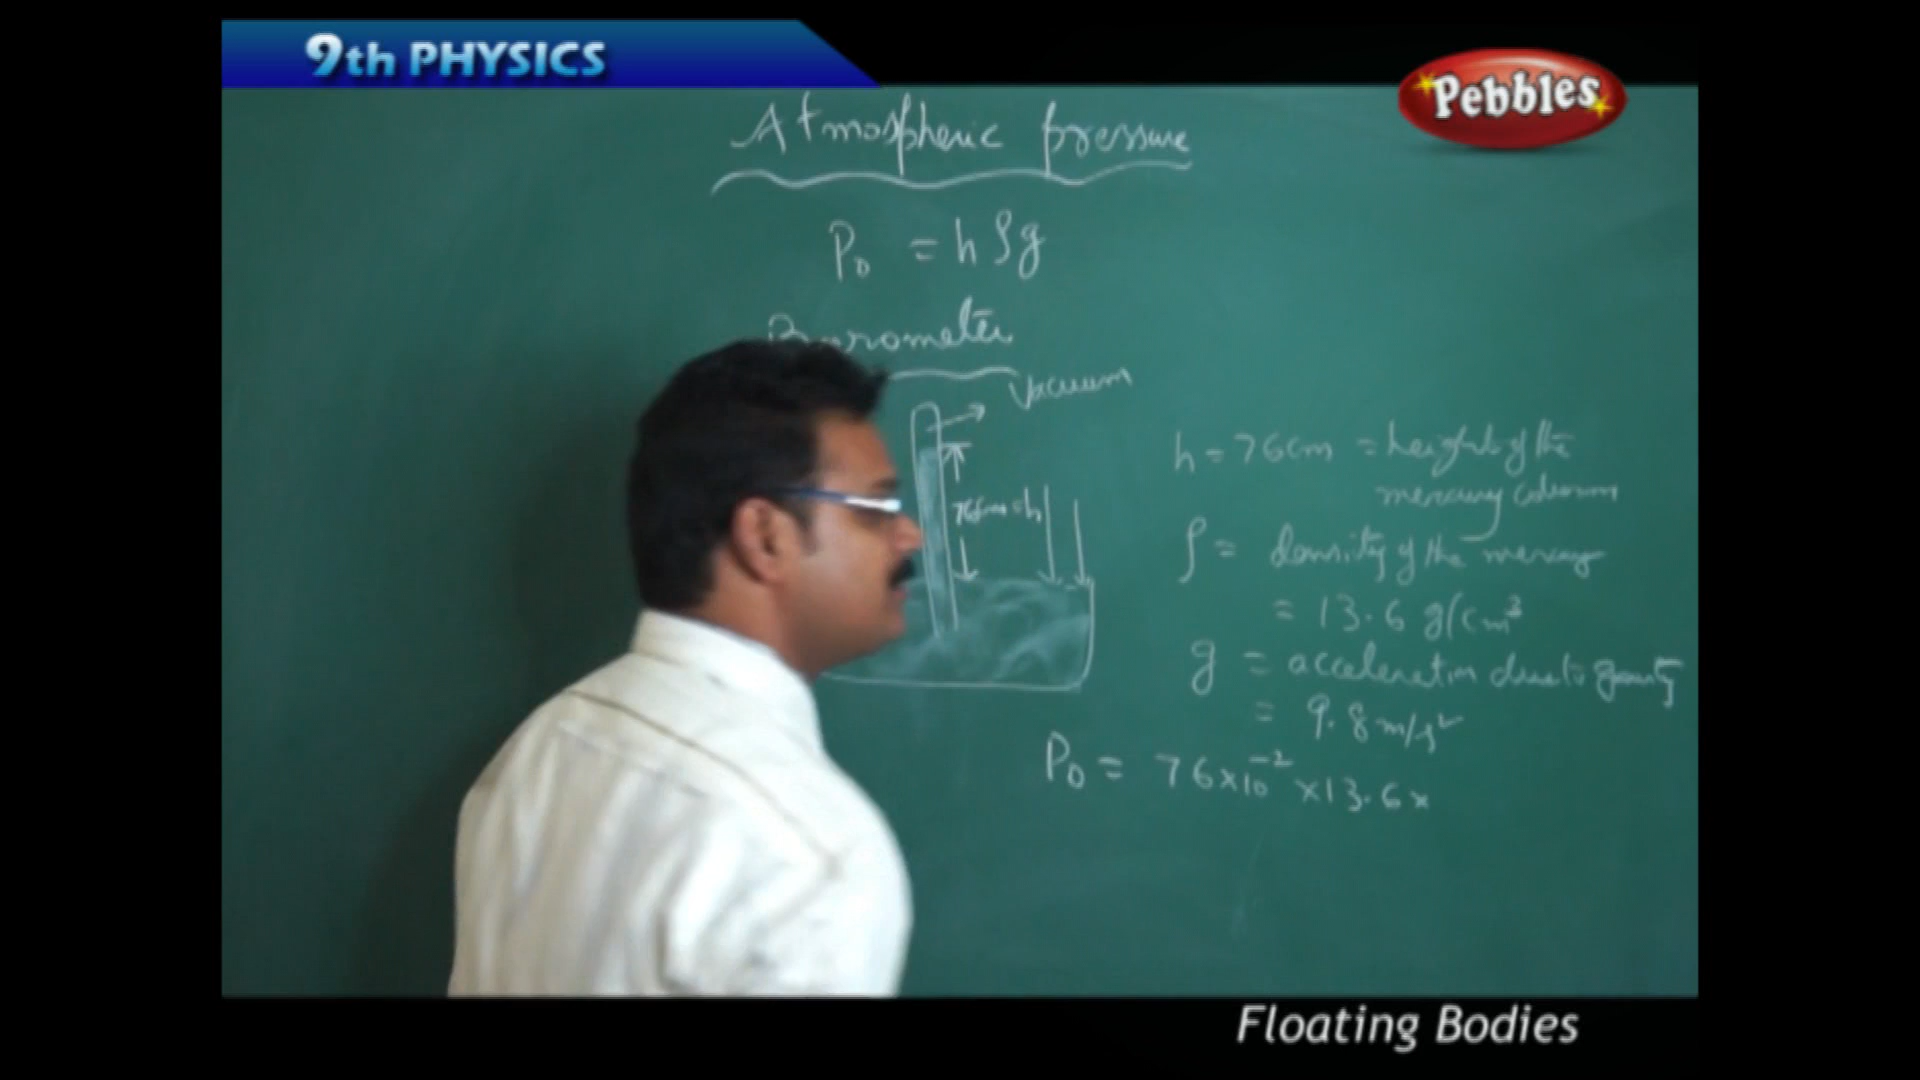 9th PHYSICS
Pebbles
Atmospheric pressure
P₀ = hρg
Barometer
Vacuum
76cm = h
h = 76cm = height of the
mercury column
ρ = density of the mercury
= 13.6 g/cm³
g = acceleration due to gravity
= 9.8 m/s²
P₀ = 76×10⁻² ×13.6×
Floating Bodies